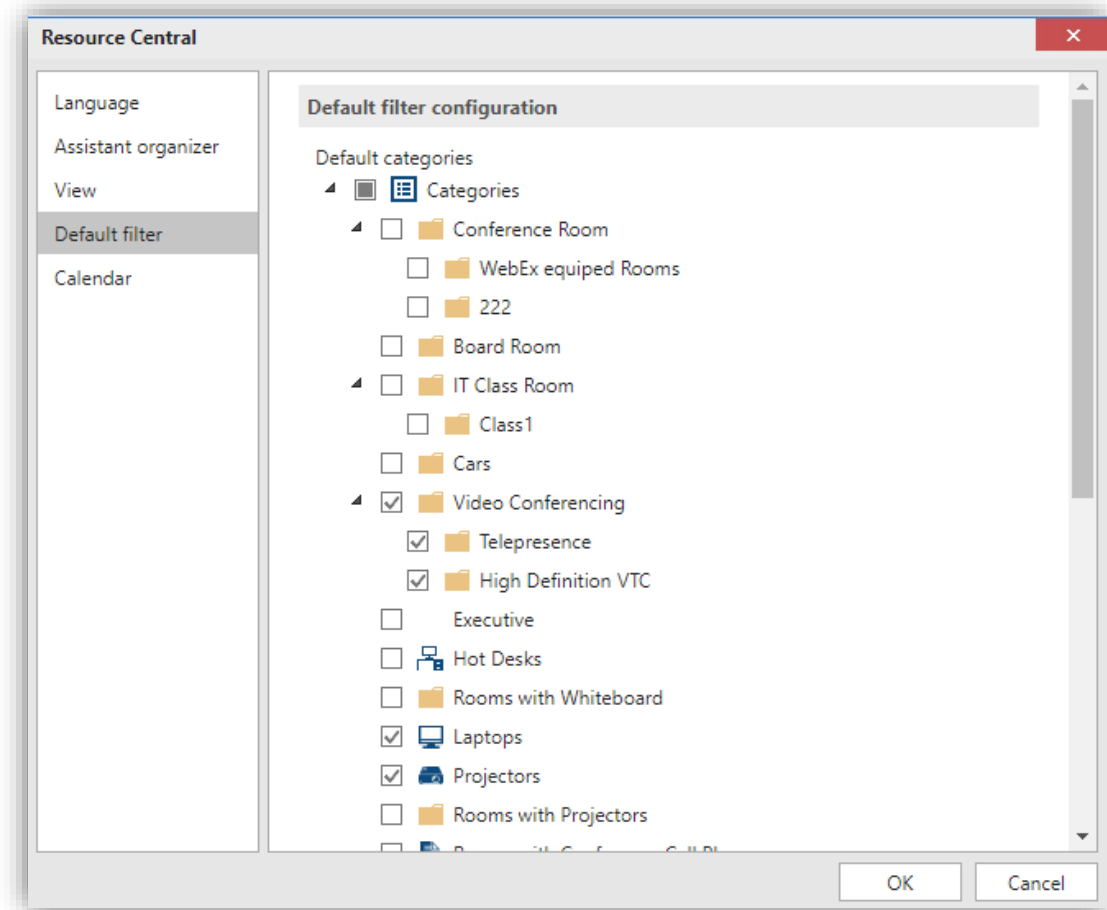 Resource Central
Language
Assistant organizer
View
Default filter
Calendar
Default filter configuration
Default categories
Categories
Conference Room
WebEx equiped Rooms
222
Board Room
IT Class Room
Class1
Cars
Video Conferencing
Telepresence
High Definition VTC
Executive
Hot Desks
Rooms with Whiteboard
Laptops
Projectors
Rooms with Projectors
OK
Cancel